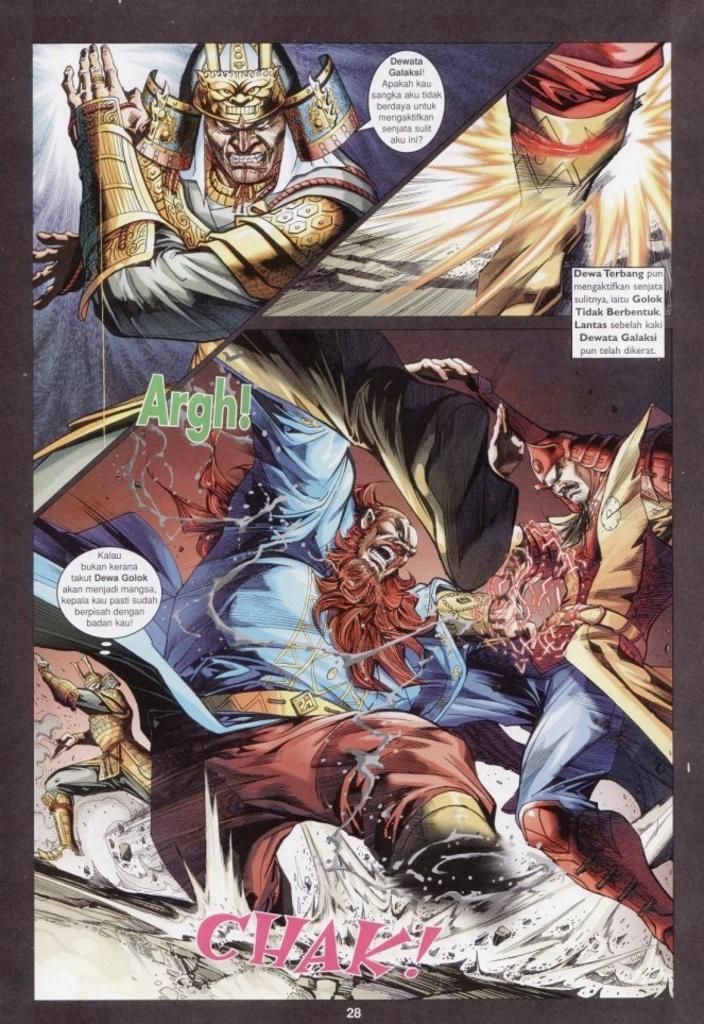 Dewata
Galaksi!
Apakah kau
sangka aku tidak
berdaya untuk
mengaktifkan
senjata sulit
aku ini?
Dewa Terbang pun
mengaktifkan senjata
sulitnya, iaitu Golok
Tidak Berbentuk.
Lantas sebelah kaki
Dewata Galaksi
pun telah dikerat.
Argh!
Kalau
bukan kerana
takut Dewa Golok
akan menjadi mangsa,
kepala kau pasti sudah
berpisah dengan
badan kau!
CHAK!
28